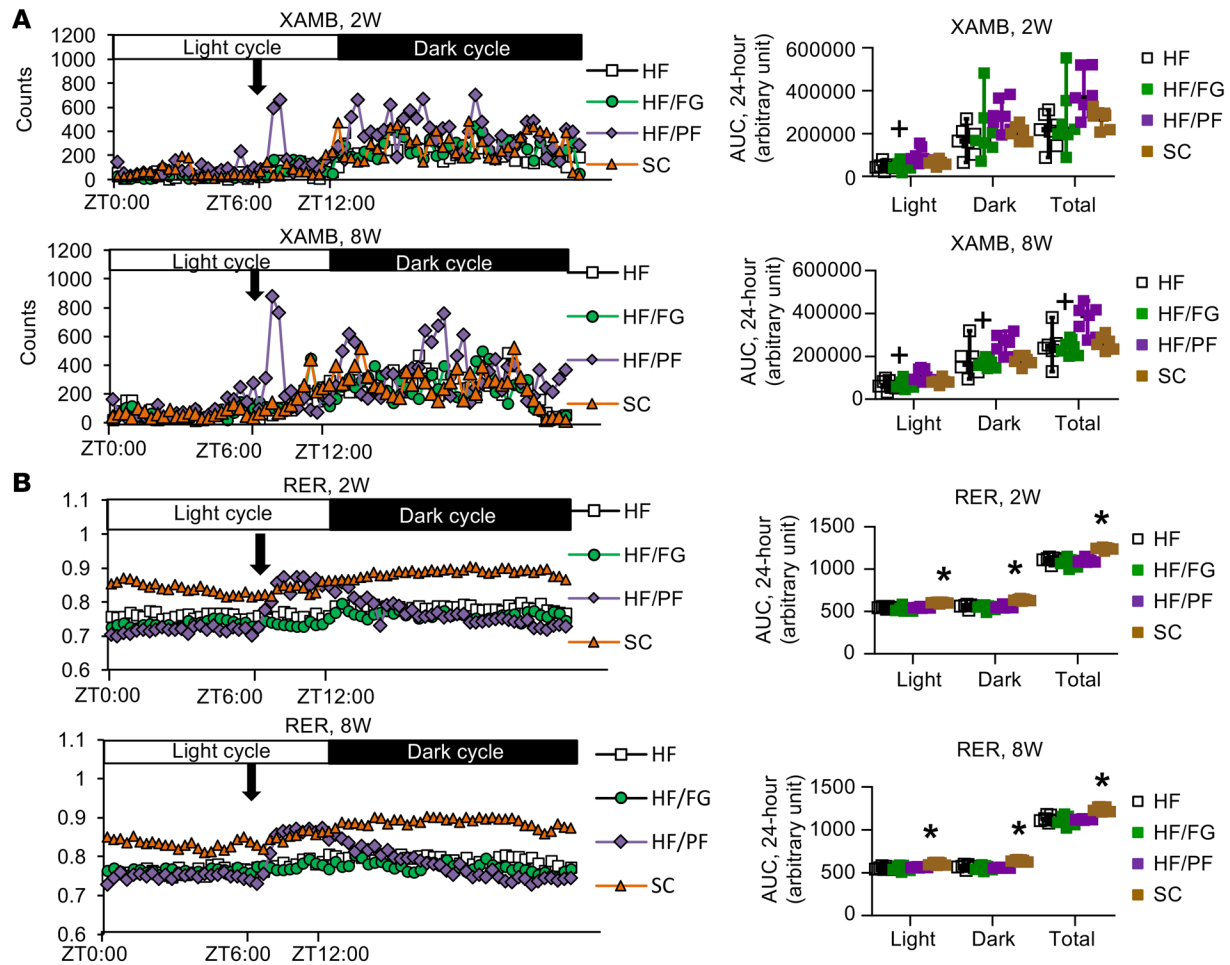 A
XAMB, 2W
1200
1000
800
600
400
200
0
Counts
Light cycle
Dark cycle
ZT0:00
ZT6:00
ZT12:00
HF
HF/FG
HF/PF
SC
XAMB, 2W
600000
400000
200000
0
AUC, 24-hour
(arbitrary unit)
+
Light
Dark
Total
HF
HF/FG
HF/PF
SC
XAMB, 8W
1200
1000
800
600
400
200
0
Counts
Light cycle
Dark cycle
ZT0:00
ZT6:00
ZT12:00
HF
HF/FG
HF/PF
SC
XAMB, 8W
600000
400000
200000
0
AUC, 24-hour
(arbitrary unit)
+
+
+
Light
Dark
Total
HF
HF/FG
HF/PF
SC
B
RER, 2W
1.1
1
0.9
0.8
0.7
0.6
Light cycle
Dark cycle
ZT0:00
ZT6:00
ZT12:00
HF
HF/FG
HF/PF
SC
RER, 2W
1500
1000
500
0
AUC, 24-hour
(arbitrary unit)
*
*
*
Light
Dark
Total
HF
HF/FG
HF/PF
SC
RER, 8W
1.1
1
0.9
0.8
0.7
0.6
Light cycle
Dark cycle
ZT0:00
ZT6:00
ZT12:00
HF
HF/FG
HF/PF
SC
RER, 8W
1500
1000
500
0
AUC, 24-hour
(arbitrary unit)
*
*
*
Light
Dark
Total
HF
HF/FG
HF/PF
SC